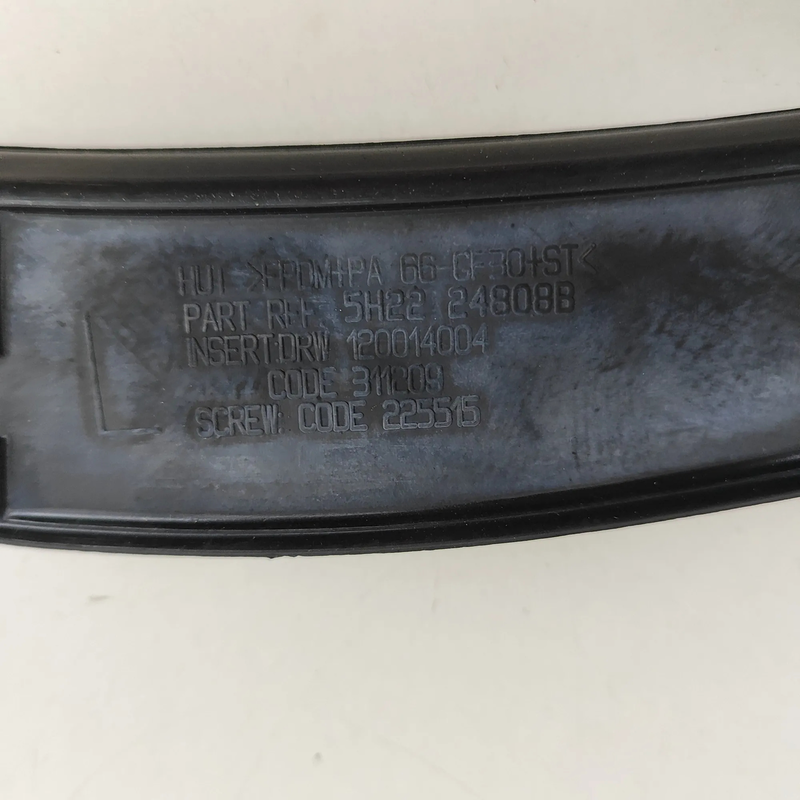 HUT >EPDM+PA 66-GF30+ST<
PART REF 5H22 24808B
INSERT:DRW 120014004
CODE 311209
SCREW: CODE 225515